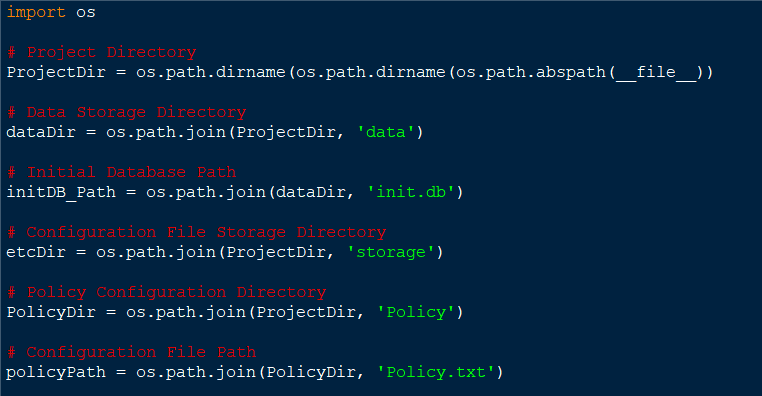 import os
# Project Directory
ProjectDir = os.path.dirname(os.path.dirname(os.path.abspath(__file__))
# Data Storage Directory
dataDir = os.path.join(ProjectDir, 'data')
# Initial Database Path
initDB_Path = os.path.join(dataDir, 'init.db')
# Configuration File Storage Directory
etcDir = os.path.join(ProjectDir, 'storage')
# Policy Configuration Directory
PolicyDir = os.path.join(ProjectDir, 'Policy')
# Configuration File Path
policyPath = os.path.join(PolicyDir, 'Policy.txt')